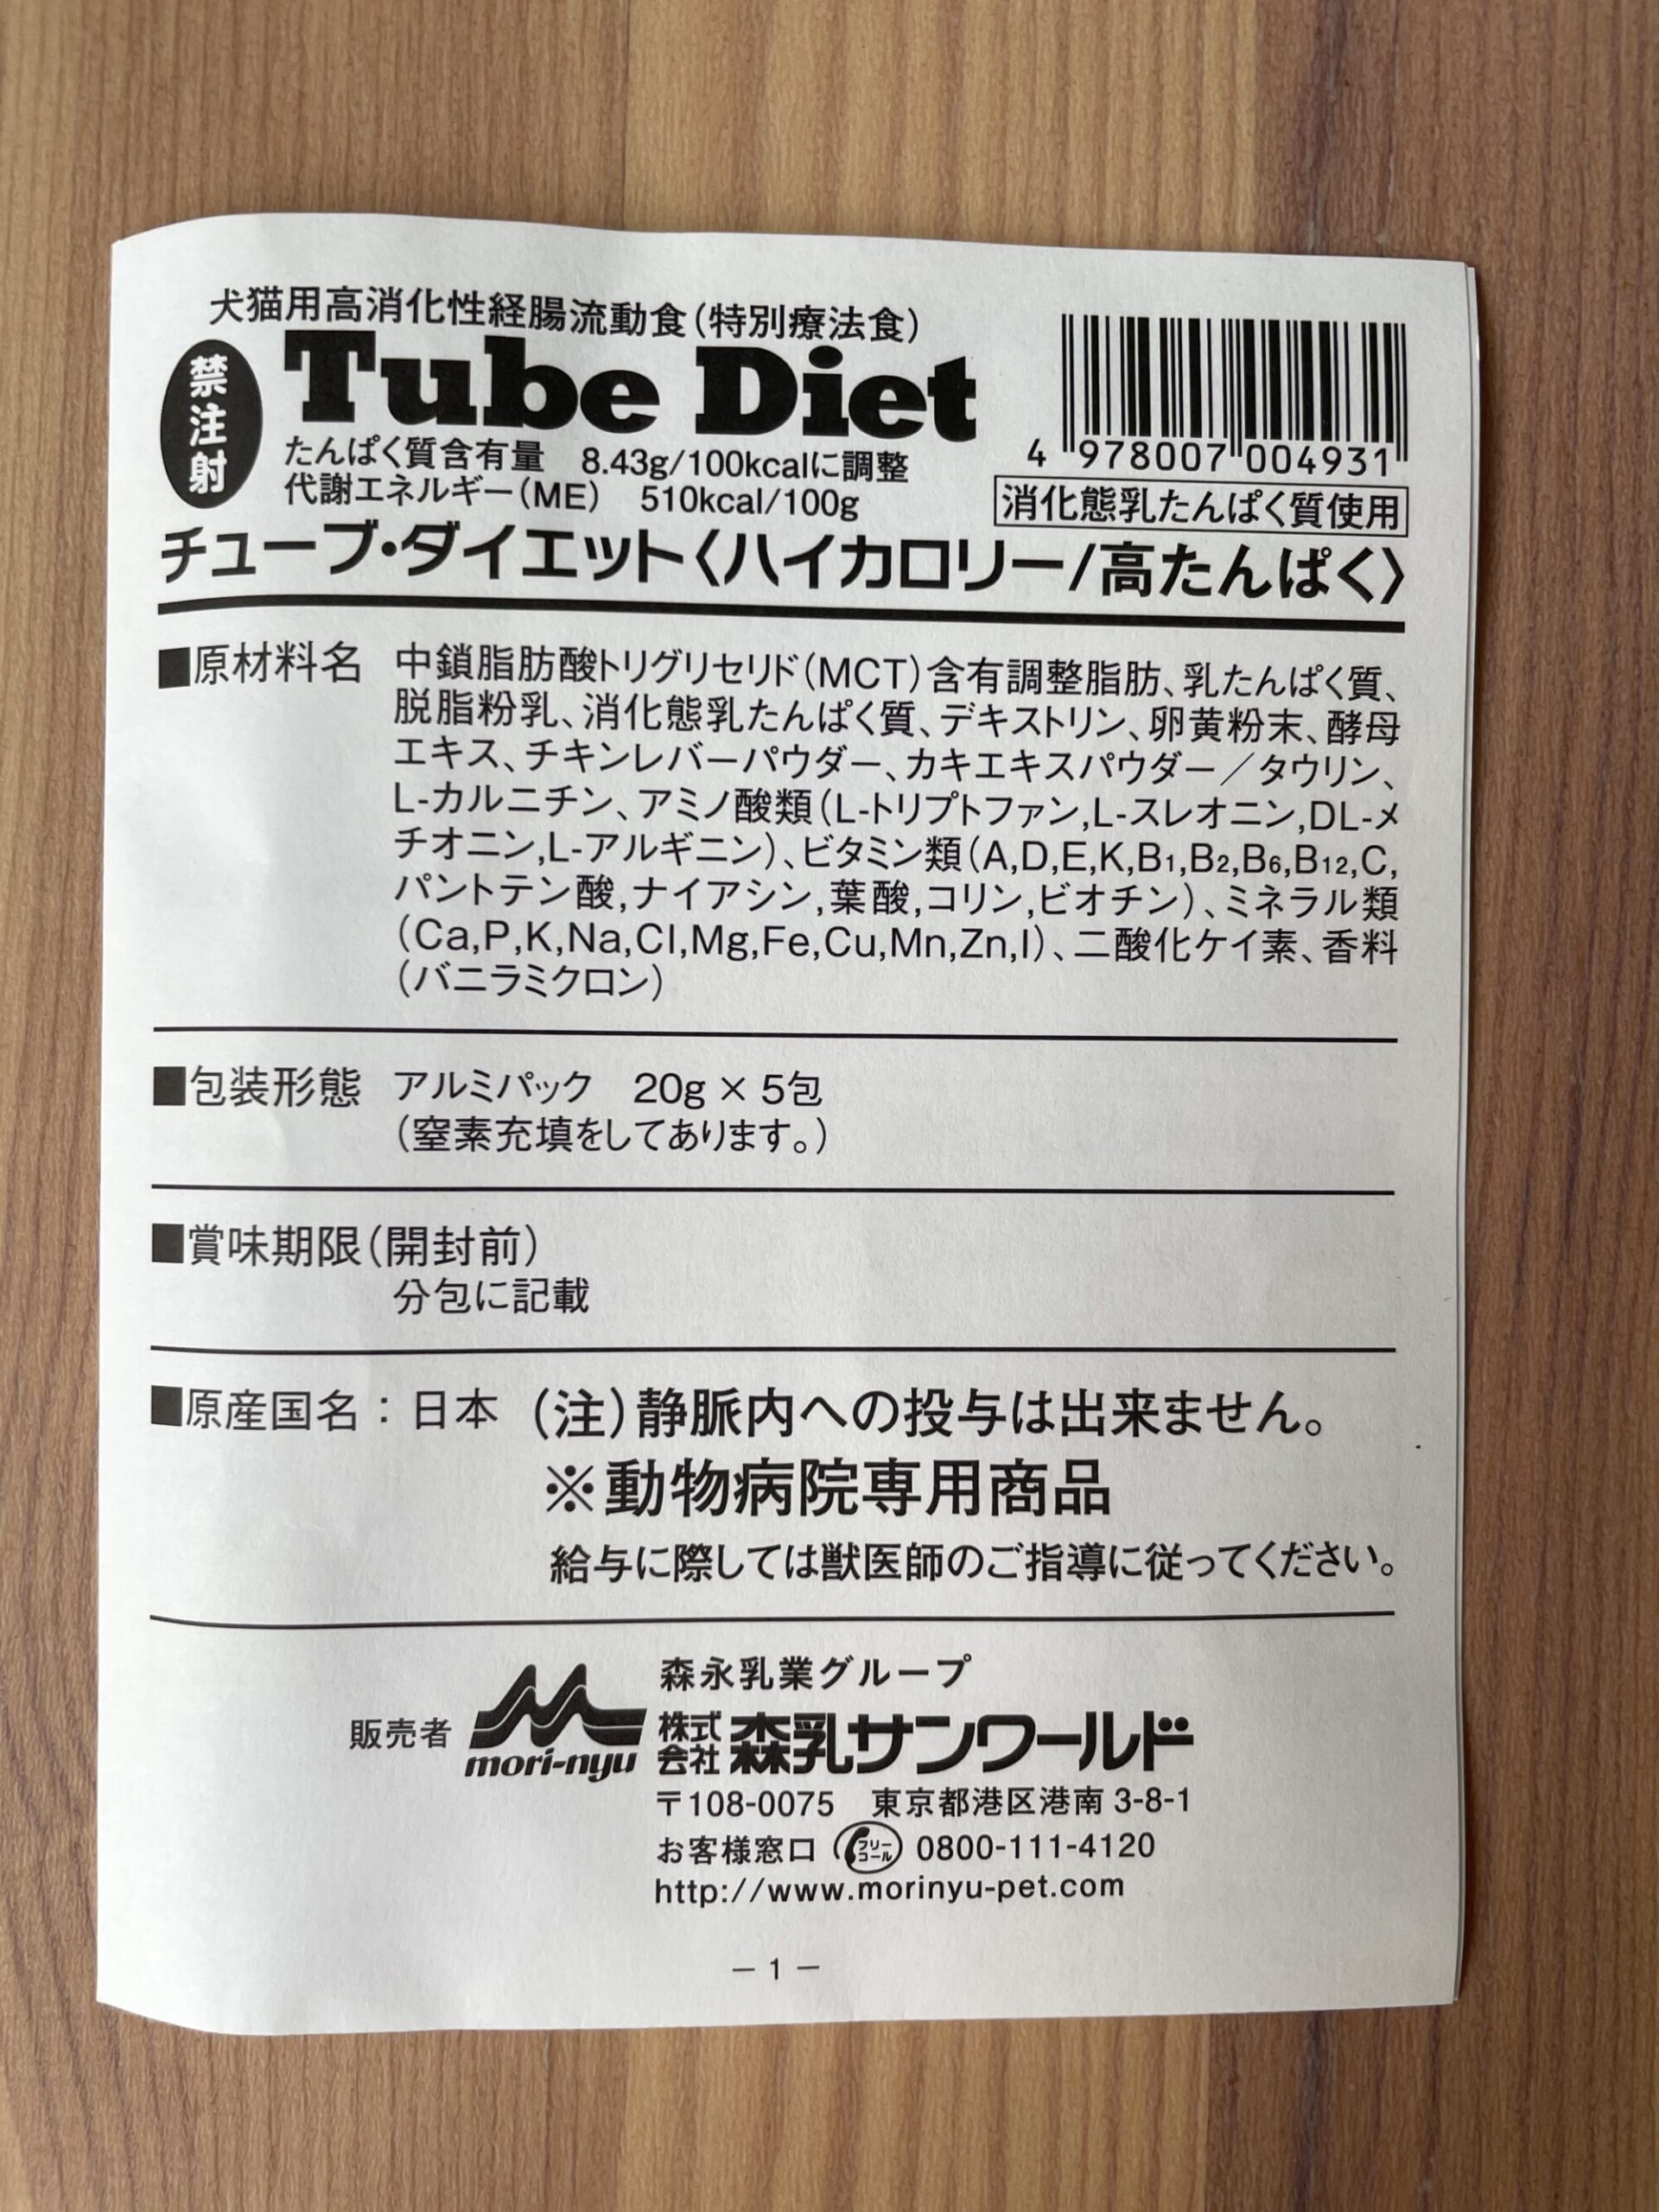 犬猫用高消化性経腸流動食(特別療法食)
禁注射
Tube Diet
たんぱく質含有量 8.43g/100kcalに調整
代謝エネルギー(ME) 510kcal/100g
4 978007 004931
消化態乳たんぱく質使用
チューブ・ダイエット〈ハイカロリー/高たんぱく〉
■原材料名 中鎖脂肪酸トリグリセリド(MCT)含有調整脂肪、乳たんぱく質、
脱脂粉乳、消化態乳たんぱく質、デキストリン、卵黄粉末、酵母
エキス、チキンレバーパウダー、カキエキスパウダー/タウリン、
L-カルニチン、アミノ酸類(L-トリプトファン,L-スレオニン,DL-メ
チオニン,L-アルギニン)、ビタミン類(A,D,E,K,B1,B2,B6,B12,C,
パントテン酸,ナイアシン,葉酸,コリン,ビオチン)、ミネラル類
(Ca,P,K,Na,Cl,Mg,Fe,Cu,Mn,Zn,I)、二酸化ケイ素、香料
(バニラミクロン)
■包装形態 アルミパック 20g × 5包
(窒素充填をしてあります。)
■賞味期限(開封前)
分包に記載
■原産国名：日本 (注)静脈内への投与は出来ません。
※動物病院専用商品
給与に際しては獣医師のご指導に従ってください。
森永乳業グループ
販売者 mori-nyu 株式会社 森乳サンワールド
〒108-0075 東京都港区港南 3-8-1
お客様窓口 フリーコール 0800-111-4120
http://www.morinyu-pet.com
－ 1 －